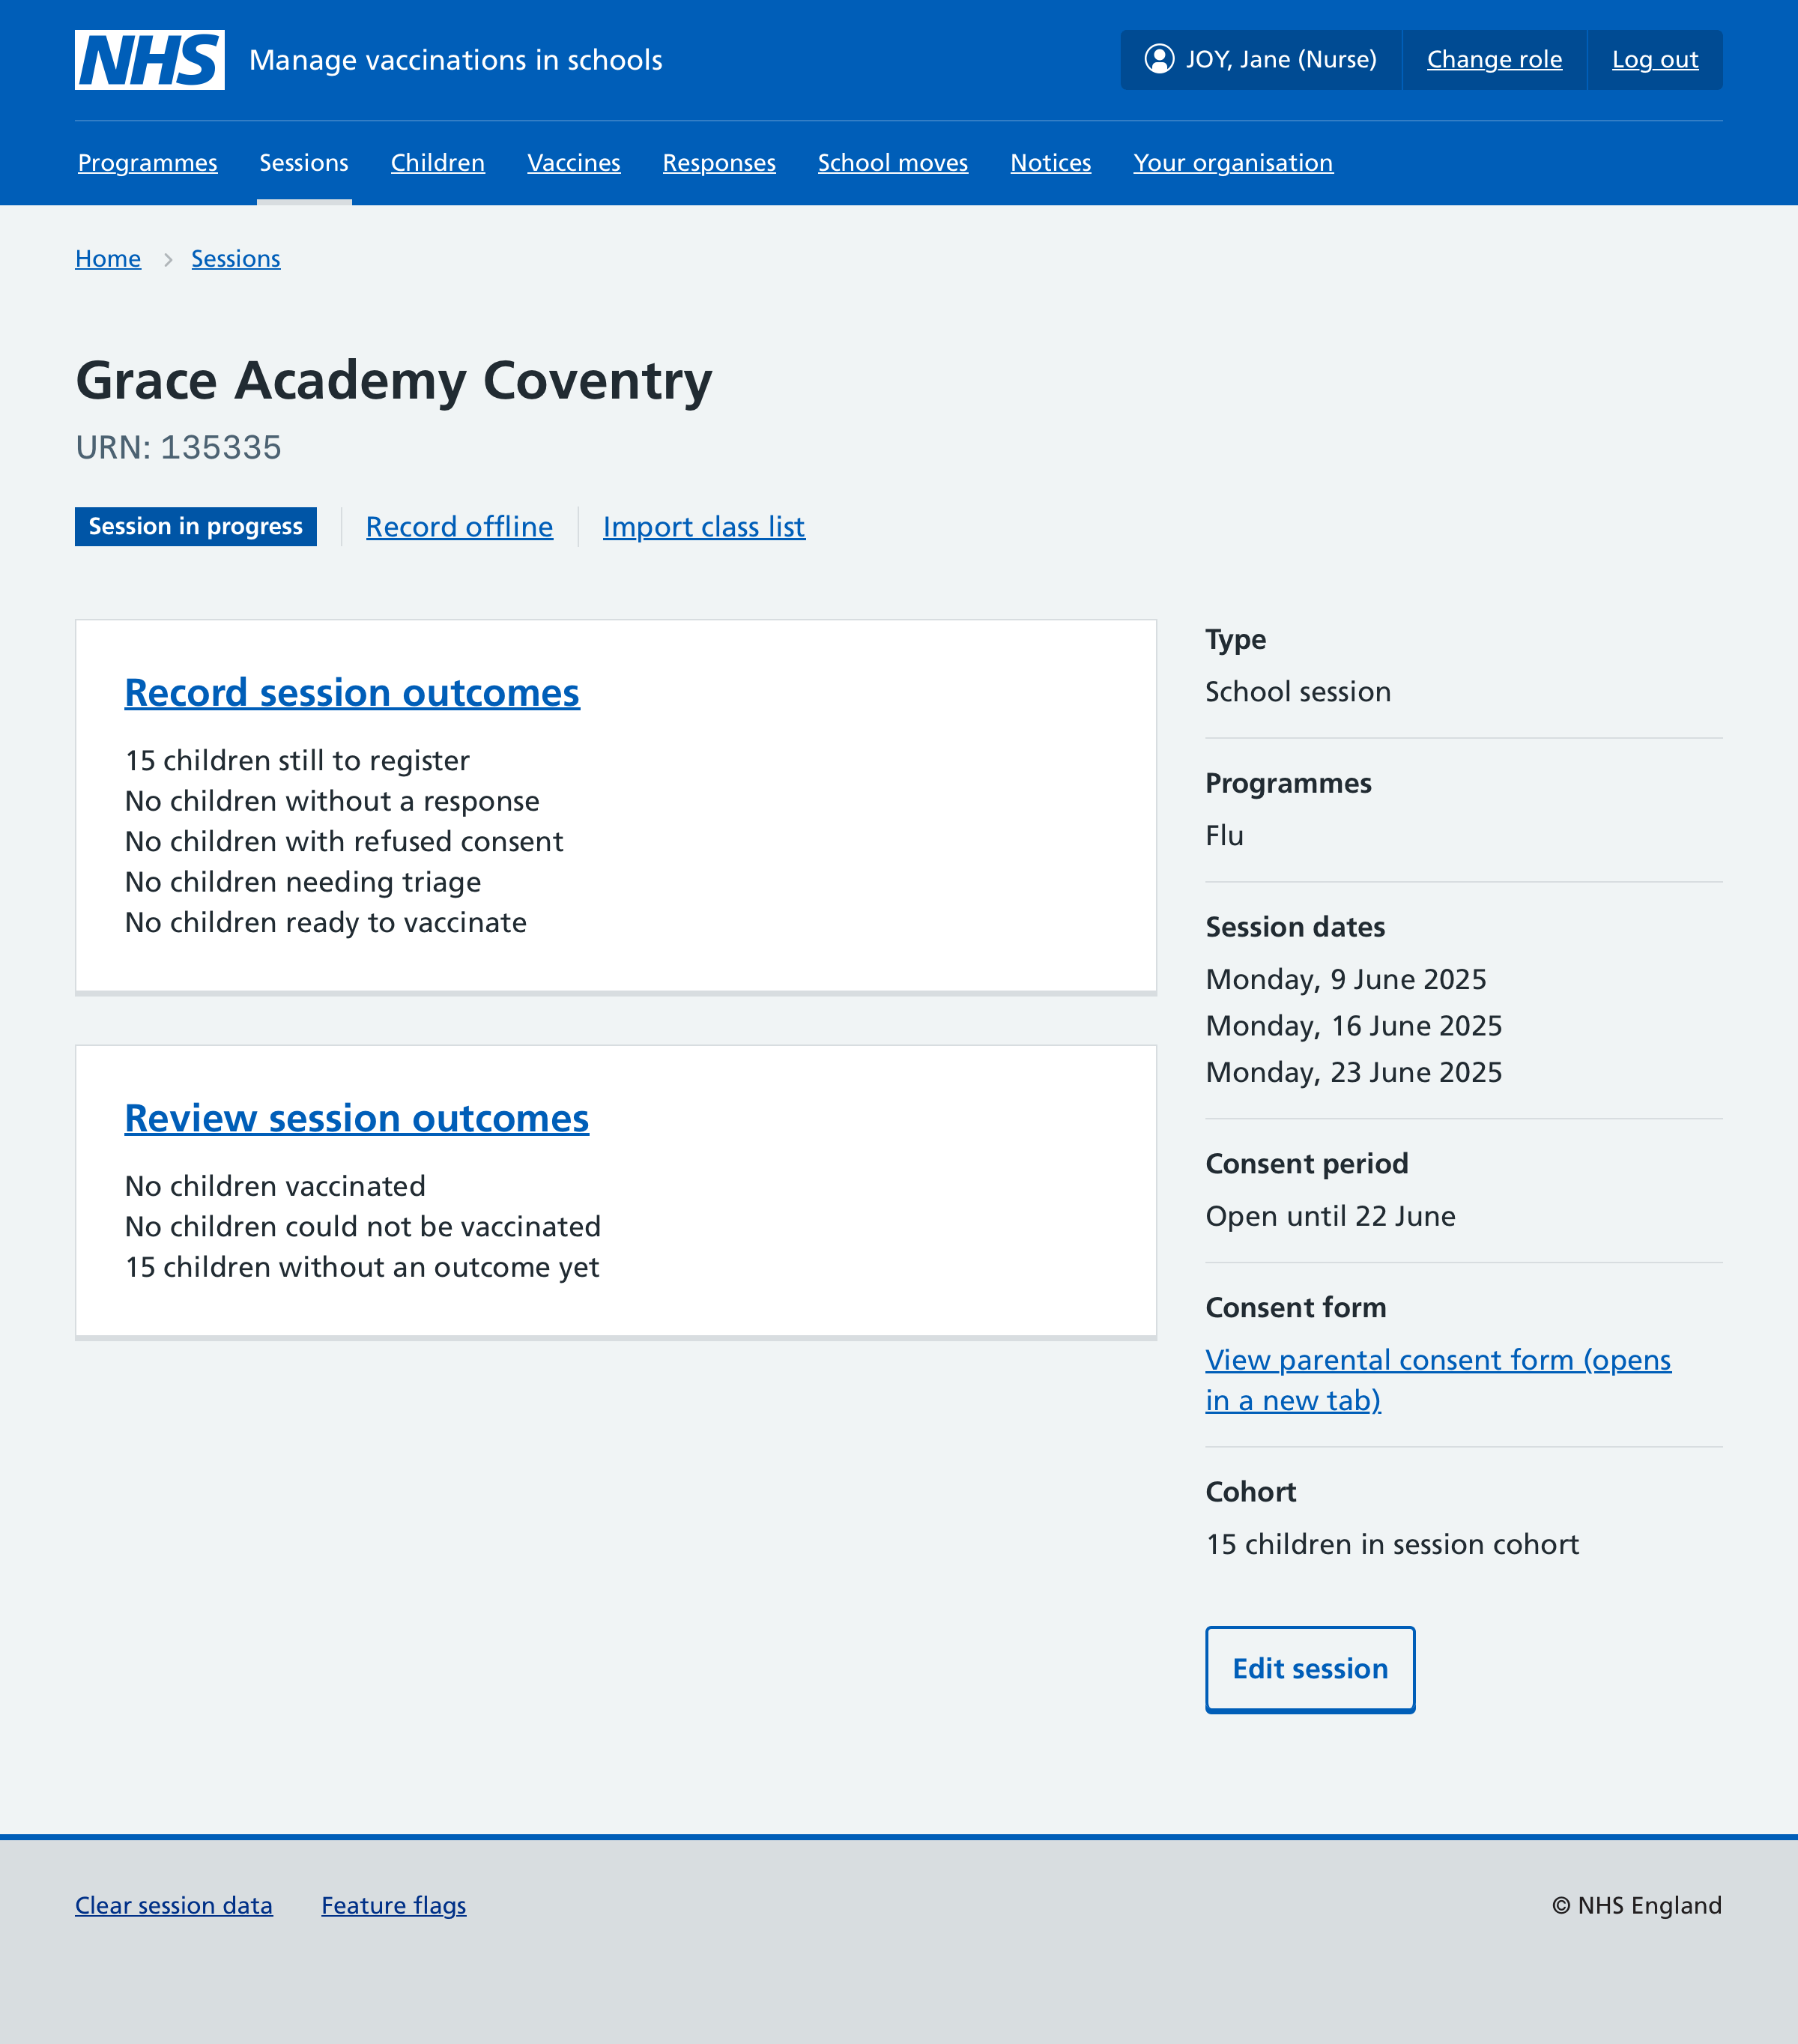 NHS Manage vaccinations in schools
JOY, Jane (Nurse) Change role Log out
Programmes Sessions Children Vaccines Responses School moves Notices Your organisation
Home Sessions
Grace Academy Coventry
URN: 135335
Session in progress Record offline Import class list
Record session outcomes
15 children still to register
No children without a response
No children with refused consent
No children needing triage
No children ready to vaccinate
Review session outcomes
No children vaccinated
No children could not be vaccinated
15 children without an outcome yet
Type
School session
Programmes
Flu
Session dates
Monday, 9 June 2025
Monday, 16 June 2025
Monday, 23 June 2025
Consent period
Open until 22 June
Consent form
View parental consent form (opens
in a new tab)
Cohort
15 children in session cohort
Edit session
Clear session data Feature flags
© NHS England